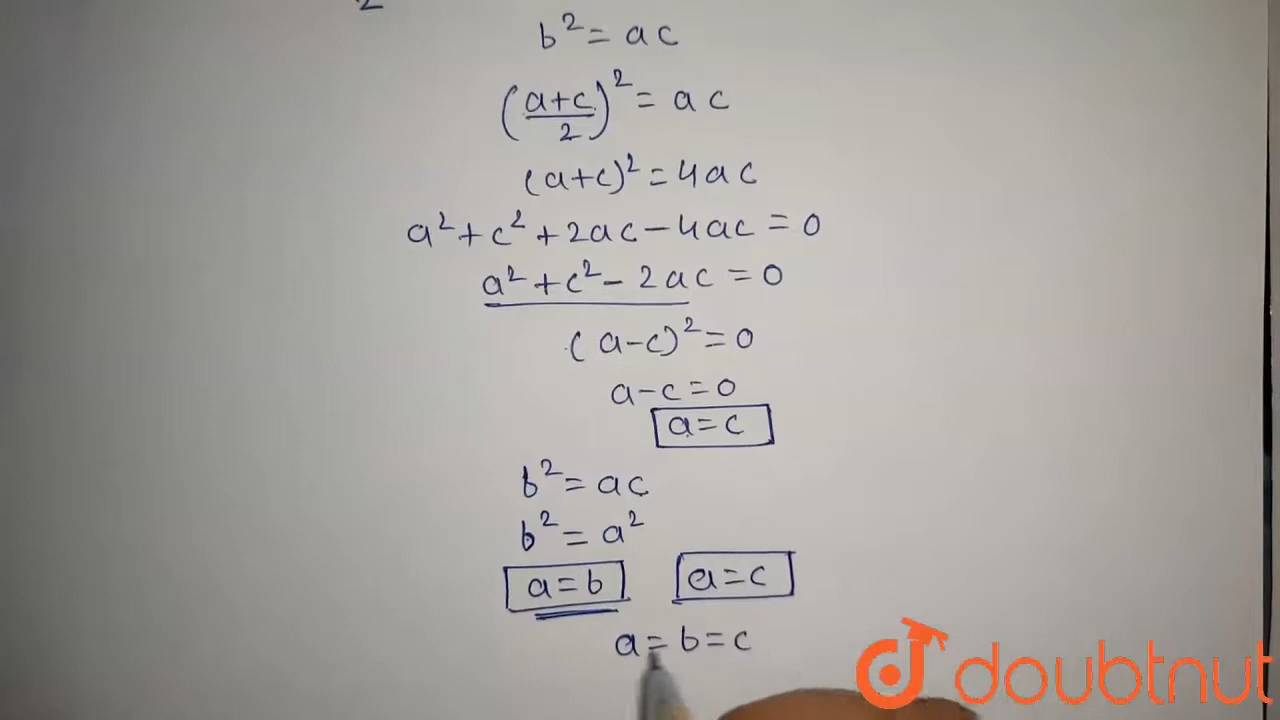 2
b² = ac
(a+c/2)² = ac
(a+c)² = 4ac
a² + c² + 2ac - 4ac = 0
a² + c² - 2ac = 0
(a-c)² = 0
a-c = 0
a = c
b² = ac
b² = a²
a = b a = c
a = b = c
doubtnut